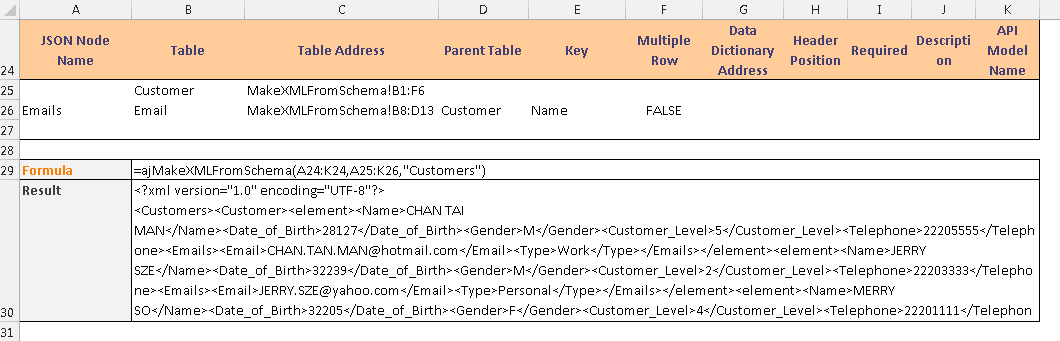 A B C D E F G H I J K
24 JSON Node Name Table Table Address Parent Table Key Multiple Row Data Dictionary Address Header Position Required Descripti on API Model Name
25 Customer MakeXMLFromSchema!B1:F6
26 Emails Email MakeXMLFromSchema!B8:D13 Customer Name FALSE
27
28
29 Formula =ajMakeXMLFromSchema(A24:K24,A25:K26,"Customers")
30 Result <?xml version="1.0" encoding="UTF-8"?>
<Customers><Customer><element><Name>CHAN TAI
MAN</Name><Date_of_Birth>28127</Date_of_Birth><Gender>M</Gender><Customer_Level>5</Customer_Level><Telephone>22205555</Teleph
one><Emails><Email>CHAN.TAN.MAN@hotmail.com</Email><Type>Work</Type></Emails></element><element><Name>JERRY
SZE</Name><Date_of_Birth>32239</Date_of_Birth><Gender>M</Gender><Customer_Level>2</Customer_Level><Telephone>22203333</Telepho
ne><Emails><Email>JERRY.SZE@yahoo.com</Email><Type>Personal</Type></Emails></element><element><Name>MERRY
SO</Name><Date_of_Birth>32205</Date_of_Birth><Gender>F</Gender><Customer_Level>4</Customer_Level><Telephone>22201111</Telephon
31